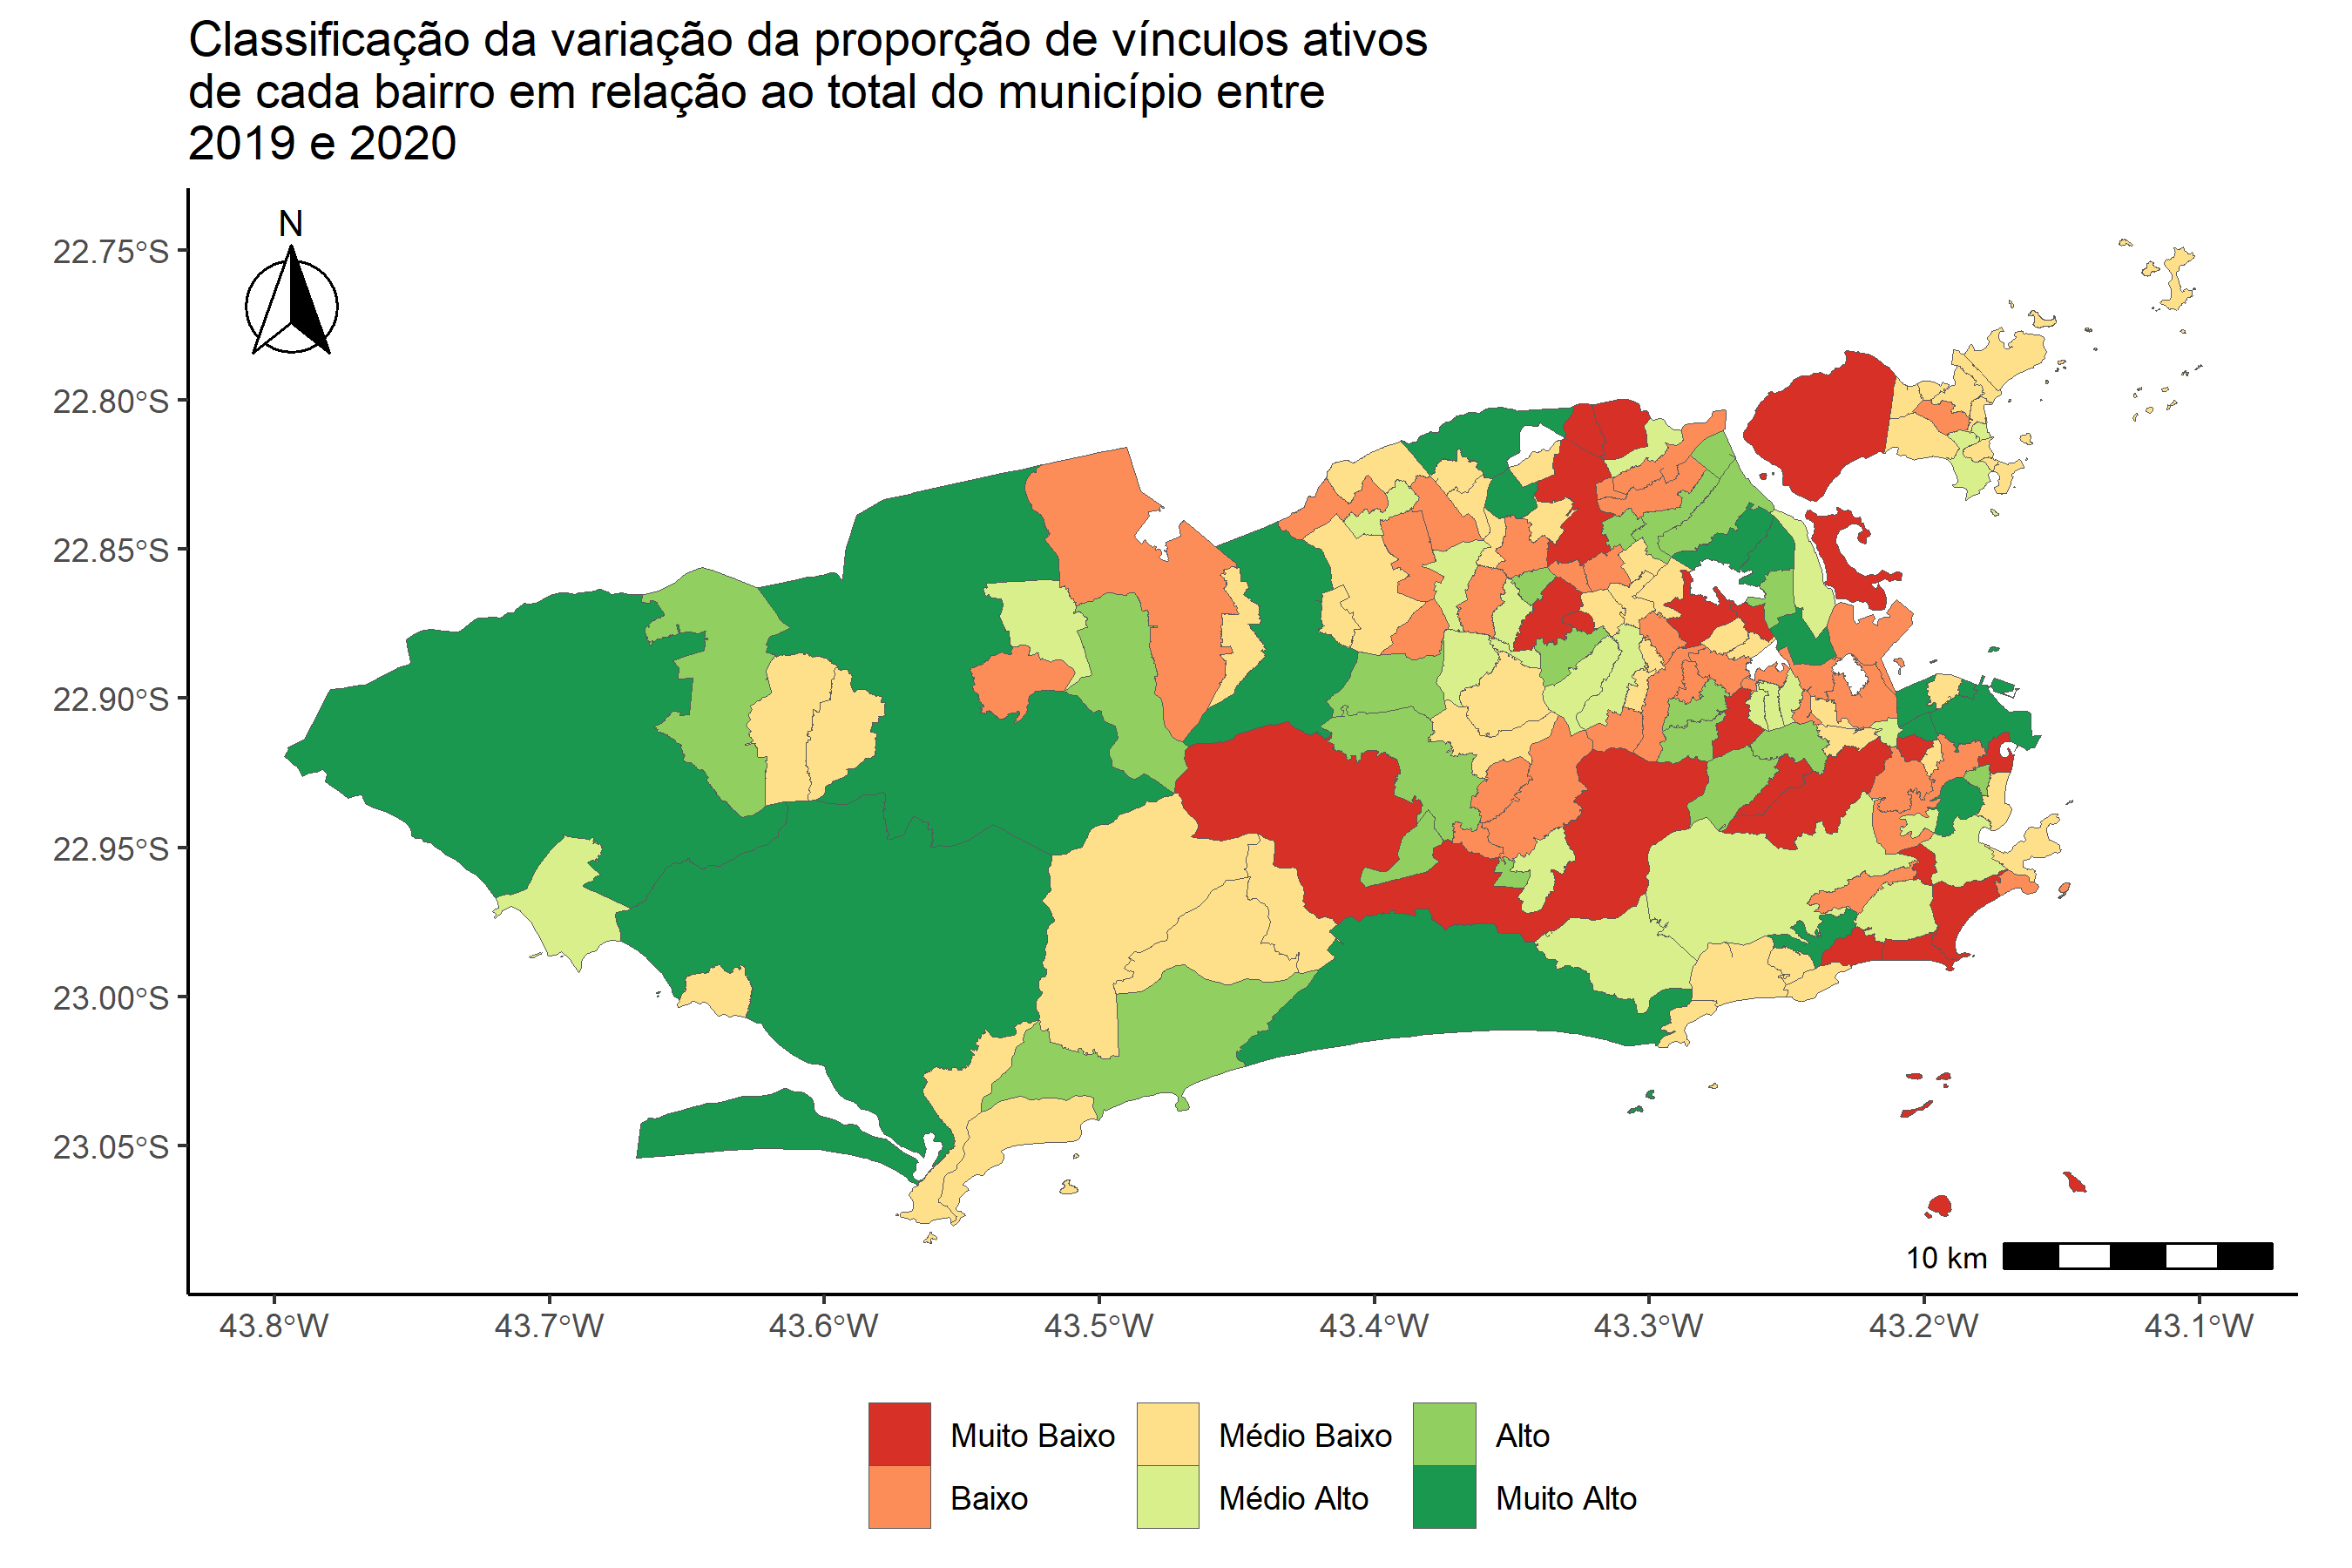 Classificação da variação da proporção de vínculos ativos
de cada bairro em relação ao total do município entre
2019 e 2020
N
22.75°S
22.80°S
22.85°S
22.90°S
22.95°S
23.00°S
23.05°S
10 km
43.8°W 43.7°W 43.6°W 43.5°W 43.4°W 43.3°W 43.2°W 43.1°W
Muito Baixo Médio Baixo Alto
Baixo Médio Alto Muito Alto